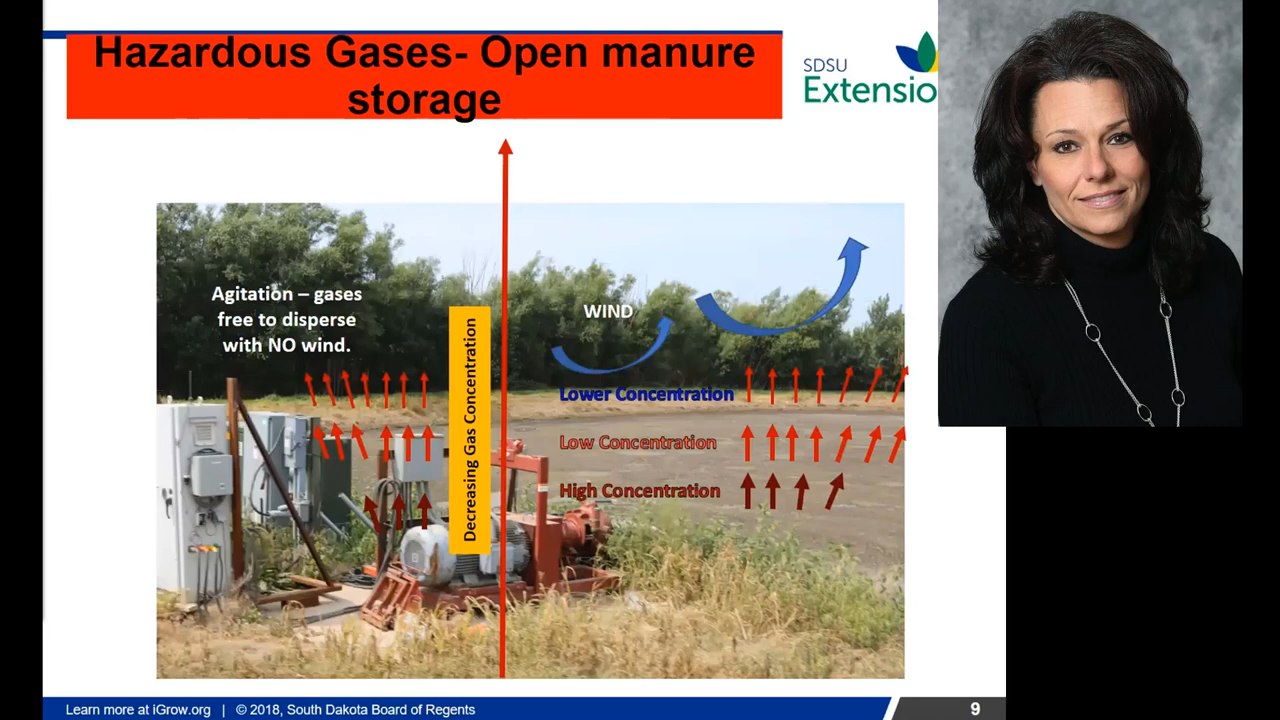 Hazardous Gases- Open manure
storage
SDSU
Extensio
Agitation – gases
free to disperse
with NO wind.
Decreasing Gas Concentration
WIND
Lower Concentration
Low Concentration
High Concentration
Learn more at iGrow.org | © 2018, South Dakota Board of Regents
9